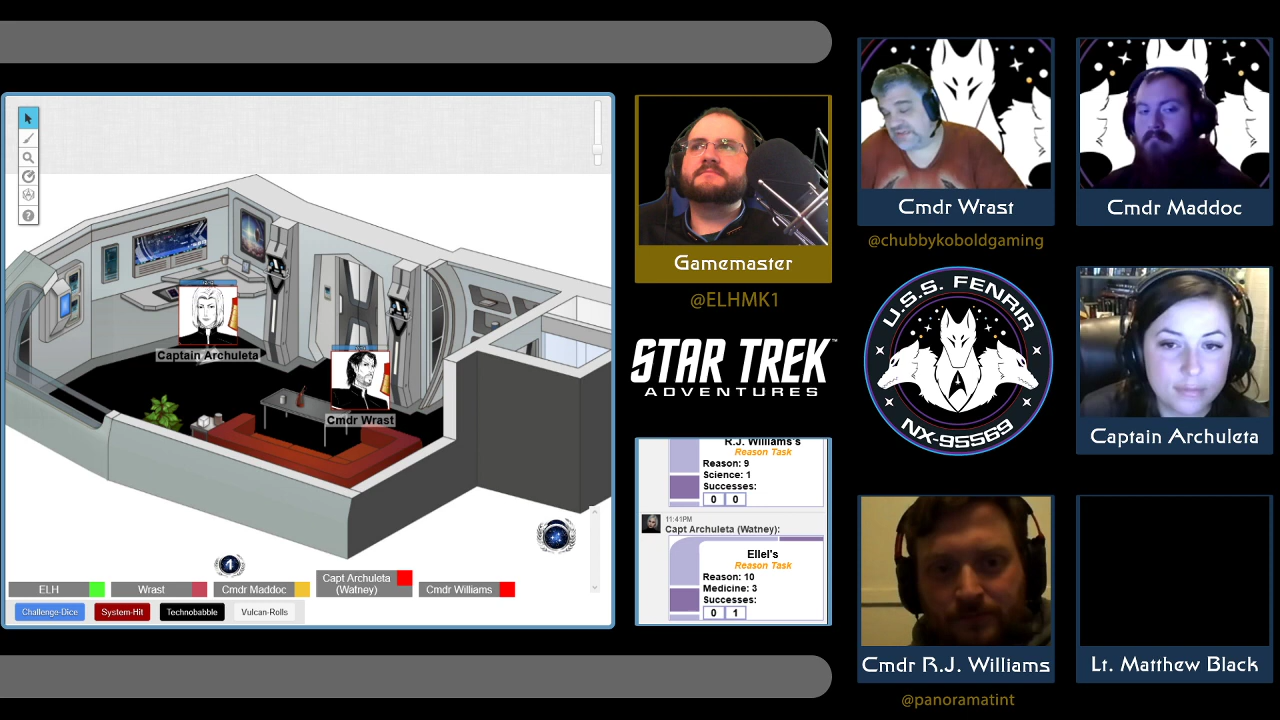 Captain Archuleta
Cmdr Wrast
ELH
Wrast
Cmdr Maddoc
Capt Archuleta
(Watney)
Cmdr Williams
Challenge-Dice
System-Hit
Technobabble
Vulcan-Rolls
Gamemaster
@ELHMK1
STAR TREK™
ADVENTURES
R.J. Williams's
Reason Task
Reason: 9
Science: 1
Successes:
0 0
11:41PM
Capt Archuleta (Watney):
Ellel's
Reason Task
Reason: 10
Medicine: 3
Successes:
0 1
Cmdr Wrast
@chubbykoboldgaming
Cmdr Maddoc
U.S.S. FENRIR
NX-95569
Captain Archuleta
Cmdr R.J. Williams
@panoramatint
Lt. Matthew Black